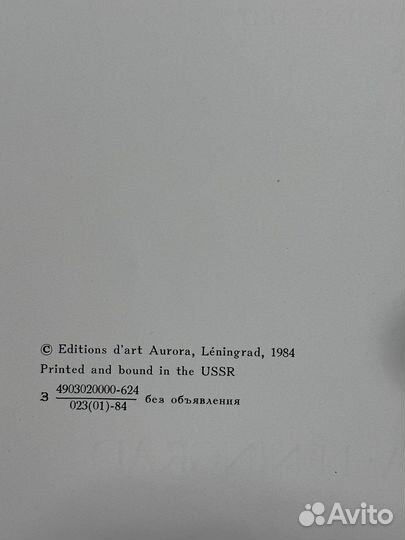 © Editions d'art Aurora, Léningrad, 1984
Printed and bound in the USSR
З 4903020000-624 без объявления
023(01)-84
Avito